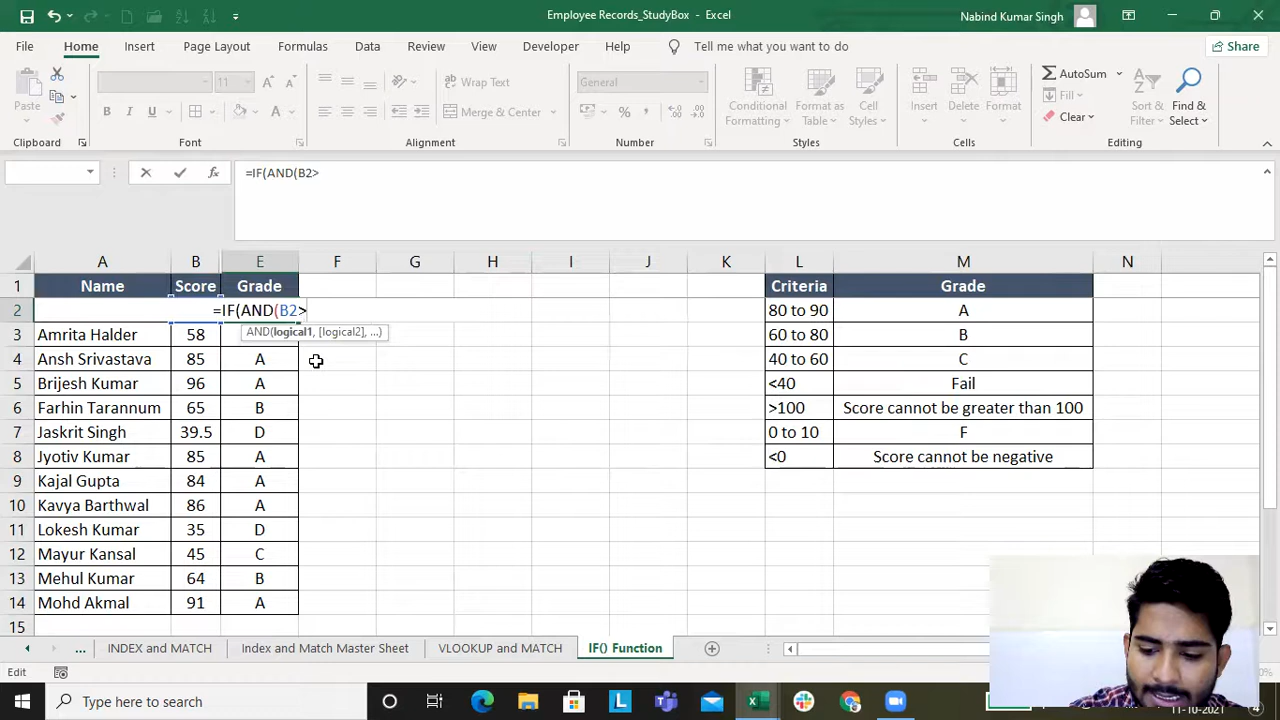 Employee Records_StudyBox - Excel
Nabind Kumar Singh
File Home Insert Page Layout Formulas Data Review View Developer Help Tell me what you want to do Share
Paste
Clipboard
11
B I U
Font
Wrap Text
Merge & Center
Alignment
General
Number
Conditional Formatting
Format as Table
Cell Styles
Styles
Insert
Delete
Format
Cells
AutoSum
Fill
Clear
Sort & Filter
Find & Select
Editing
=IF(AND(B2>
A B E F G H I J K L M N
1 Name Score Grade Criteria Grade
2 =IF(AND(B2> 80 to 90 A
AND(logical1, [logical2], ...)
3 Amrita Halder 58 60 to 80 B
4 Ansh Srivastava 85 A 40 to 60 C
5 Brijesh Kumar 96 A <40 Fail
6 Farhin Tarannum 65 B >100 Score cannot be greater than 100
7 Jaskrit Singh 39.5 D 0 to 10 F
8 Jyotiv Kumar 85 A <0 Score cannot be negative
9 Kajal Gupta 84 A
10 Kavya Barthwal 86 A
11 Lokesh Kumar 35 D
12 Mayur Kansal 45 C
13 Mehul Kumar 64 B
14 Mohd Akmal 91 A
15
... INDEX and MATCH Index and Match Master Sheet VLOOKUP and MATCH IF() Function
Edit
Type here to search
11-10-2021